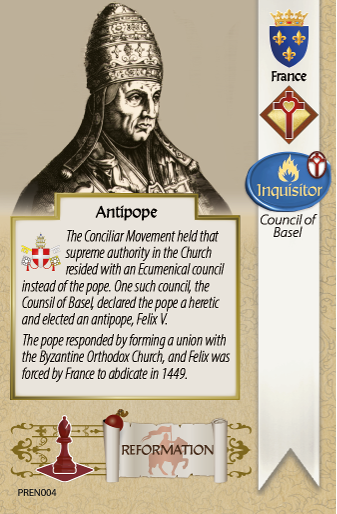 France
Inquisitor
Council of
Basel
Antipope
The Conciliar Movement held that
supreme authority in the Church
resided with an Ecumenical council
instead of the pope. One such council, the
Counsil of Basel, declared the pope a heretic
and elected an antipope, Felix V.
The pope responded by forming a union with
the Byzantine Orthodox Church, and Felix was
forced by France to abdicate in 1449.
REFORMATION
PREN004